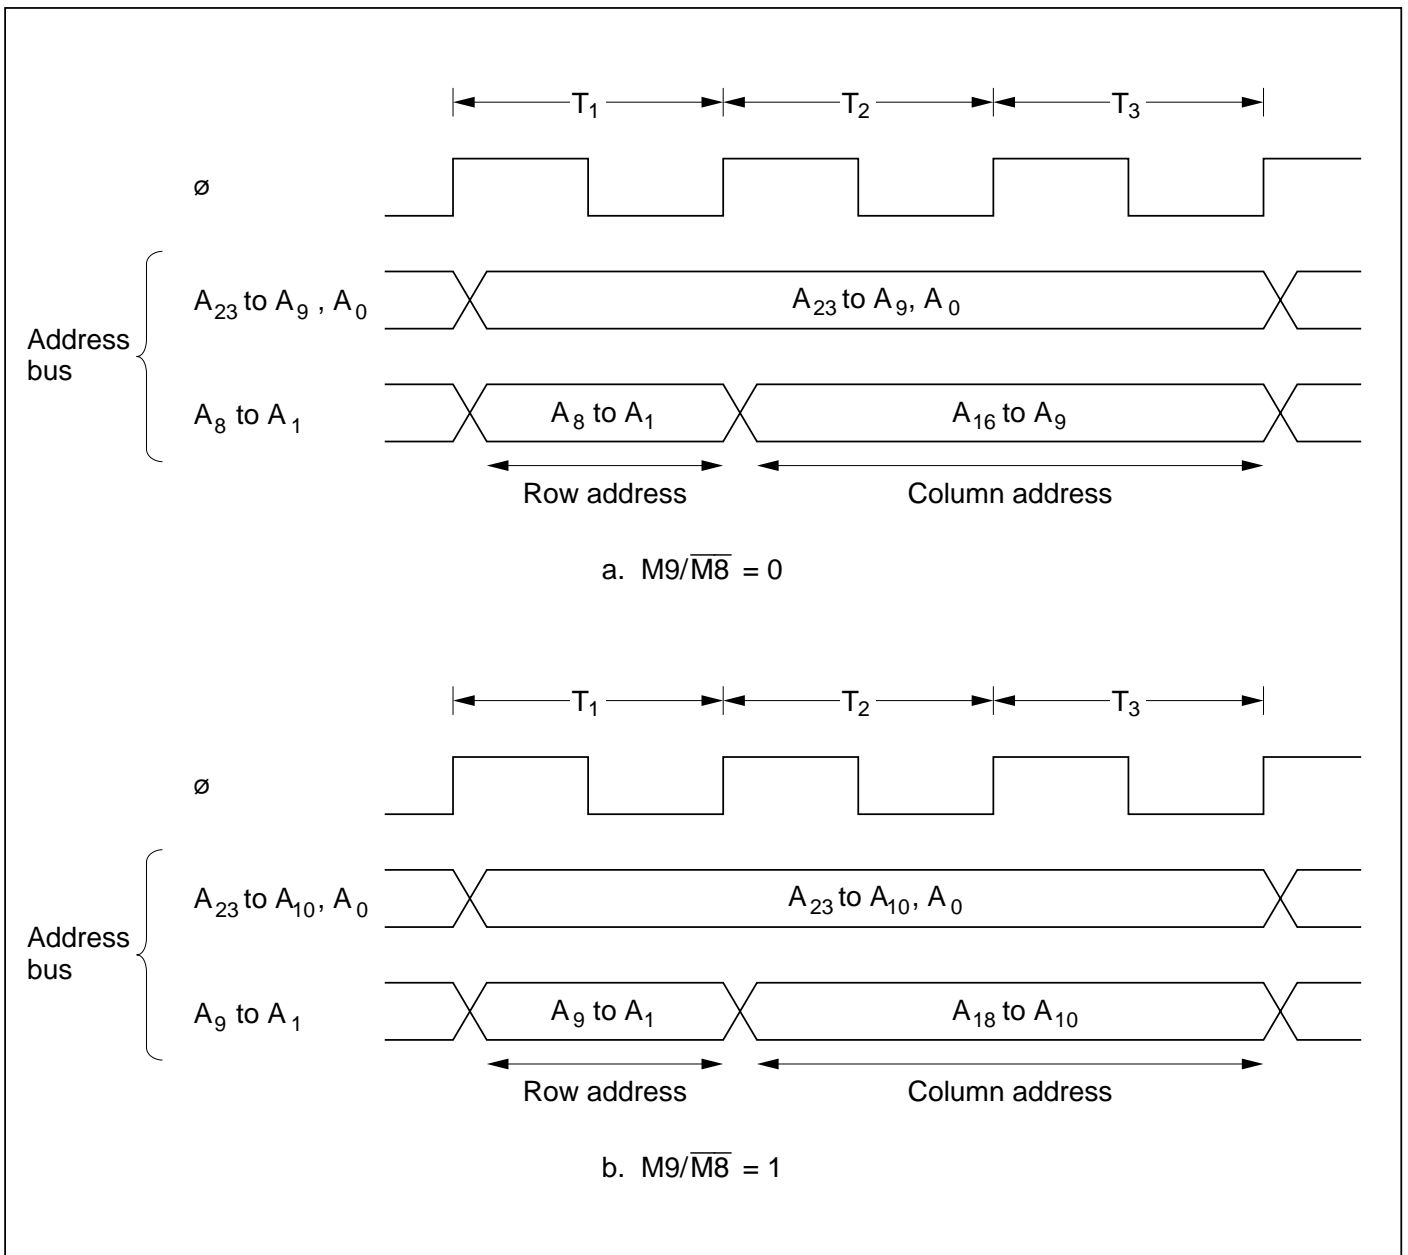 T1 T2 T3
ø
A23 to A9 , A0 A23 to A9, A0
Address
bus
A8 to A1 A8 to A1 A16 to A9
Row address Column address
a. M9/M̅8̅ = 0
T1 T2 T3
ø
A23 to A10, A0 A23 to A10, A0
Address
bus
A9 to A1 A9 to A1 A18 to A10
Row address Column address
b. M9/M̅8̅ = 1